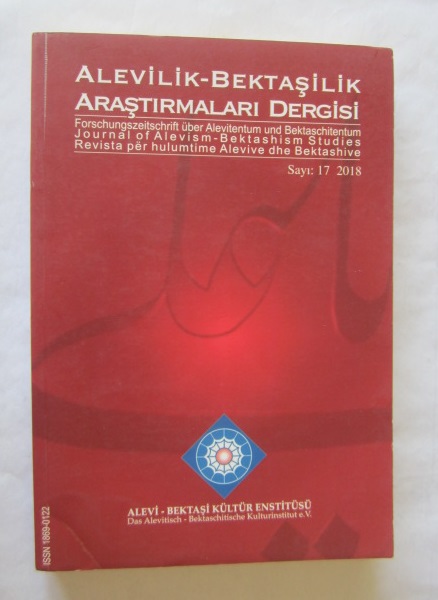 ALEVİLİK-BEKTAŞİLİK
ARAŞTIRMALARI DERGİSİ
Forschungszeitschrift über Alevitentum und Bektaschitentum
Journal of Alevism-Bektashism Studies
Revista për hulumtime Alevive dhe Bektashive
Sayı: 17 2018
ALEVİ - BEKTAŞİ KÜLTÜR ENSTİTÜSÜ
Das Alevitisch - Bektaschitische Kulturinstitut e.V.
ISSN 1869-0122